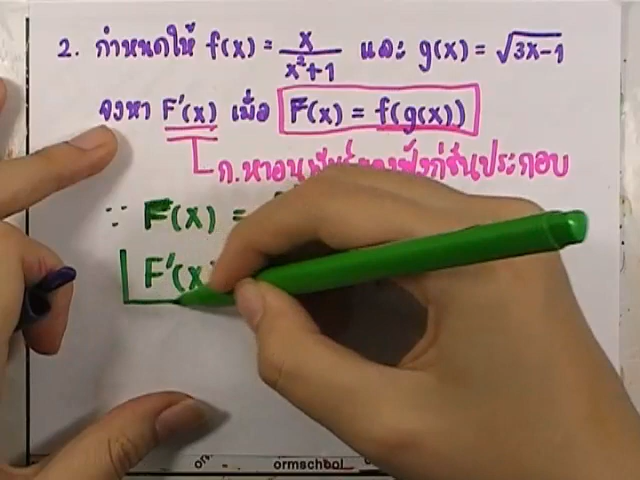 2. กำหนดให้ f(x) = x/(x²+1) และ g(x) = √(3x-1)
จงหา F'(x) เมื่อ F(x) = f(g(x))
ก.หาอนุพันธ์ของฟังก์ชันประกอบ
∵ F(x) =
F'(x)
ormschool